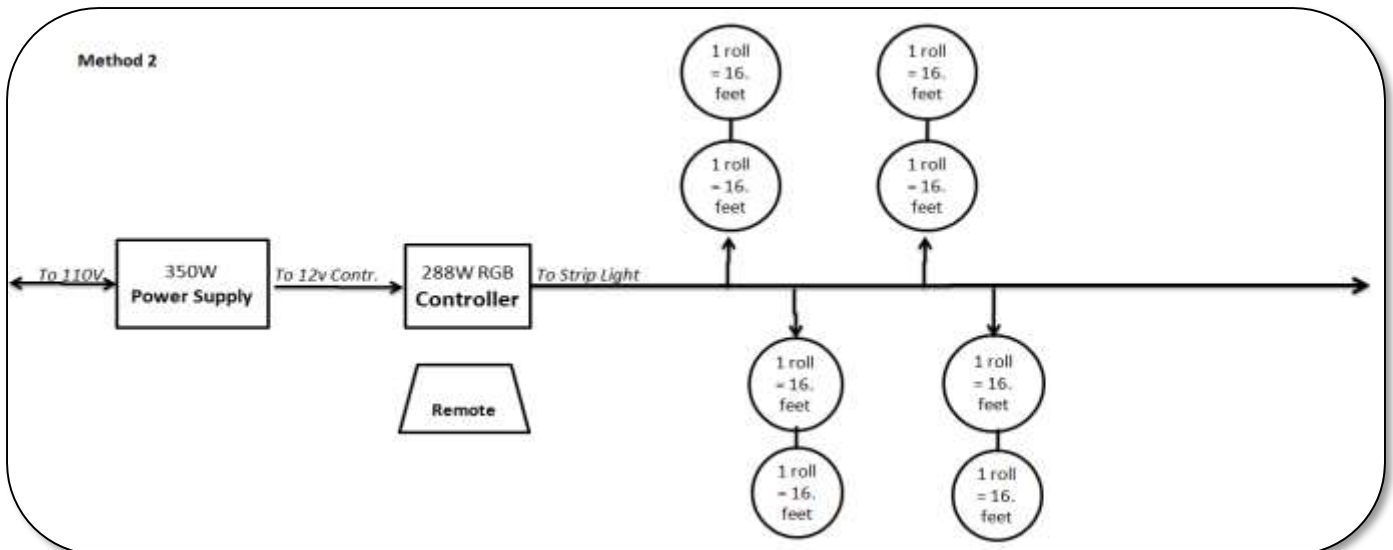 Method 2
1 roll
= 16.
feet
1 roll
= 16.
feet
1 roll
= 16.
feet
1 roll
= 16.
feet
To 110V
350W
Power Supply
To 12v Contr.
288W RGB
Controller
To Strip Light
Remote
1 roll
= 16.
feet
1 roll
= 16.
feet
1 roll
= 16.
feet
1 roll
= 16.
feet